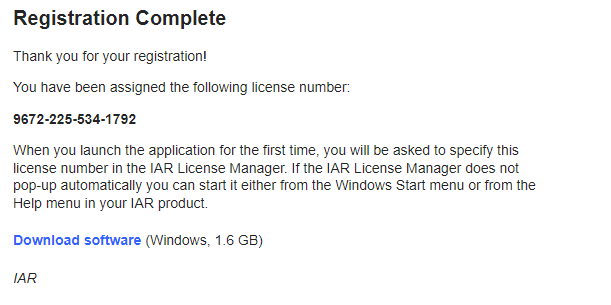 Registration Complete
Thank you for your registration!
You have been assigned the following license number:
9672-225-534-1792
When you launch the application for the first time, you will be asked to specify this
license number in the IAR License Manager. If the IAR License Manager does not
pop-up automatically you can start it either from the Windows Start menu or from the
Help menu in your IAR product.
Download software (Windows, 1.6 GB)
IAR